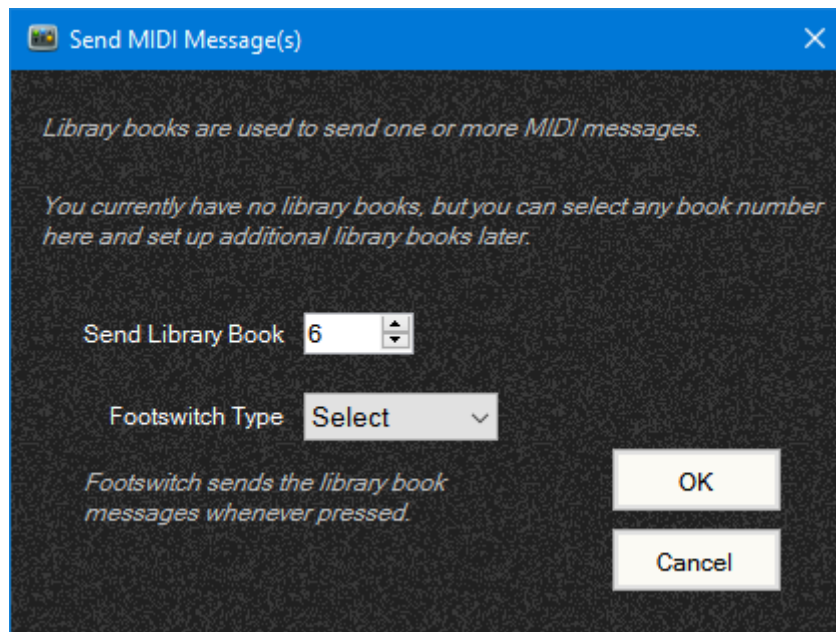 Send MIDI Message(s)
Library books are used to send one or more MIDI messages.
You currently have no library books, but you can select any book number
here and set up additional library books later.
Send Library Book 6
Footswitch Type Select
Footswitch sends the library book
messages whenever pressed.
OK
Cancel